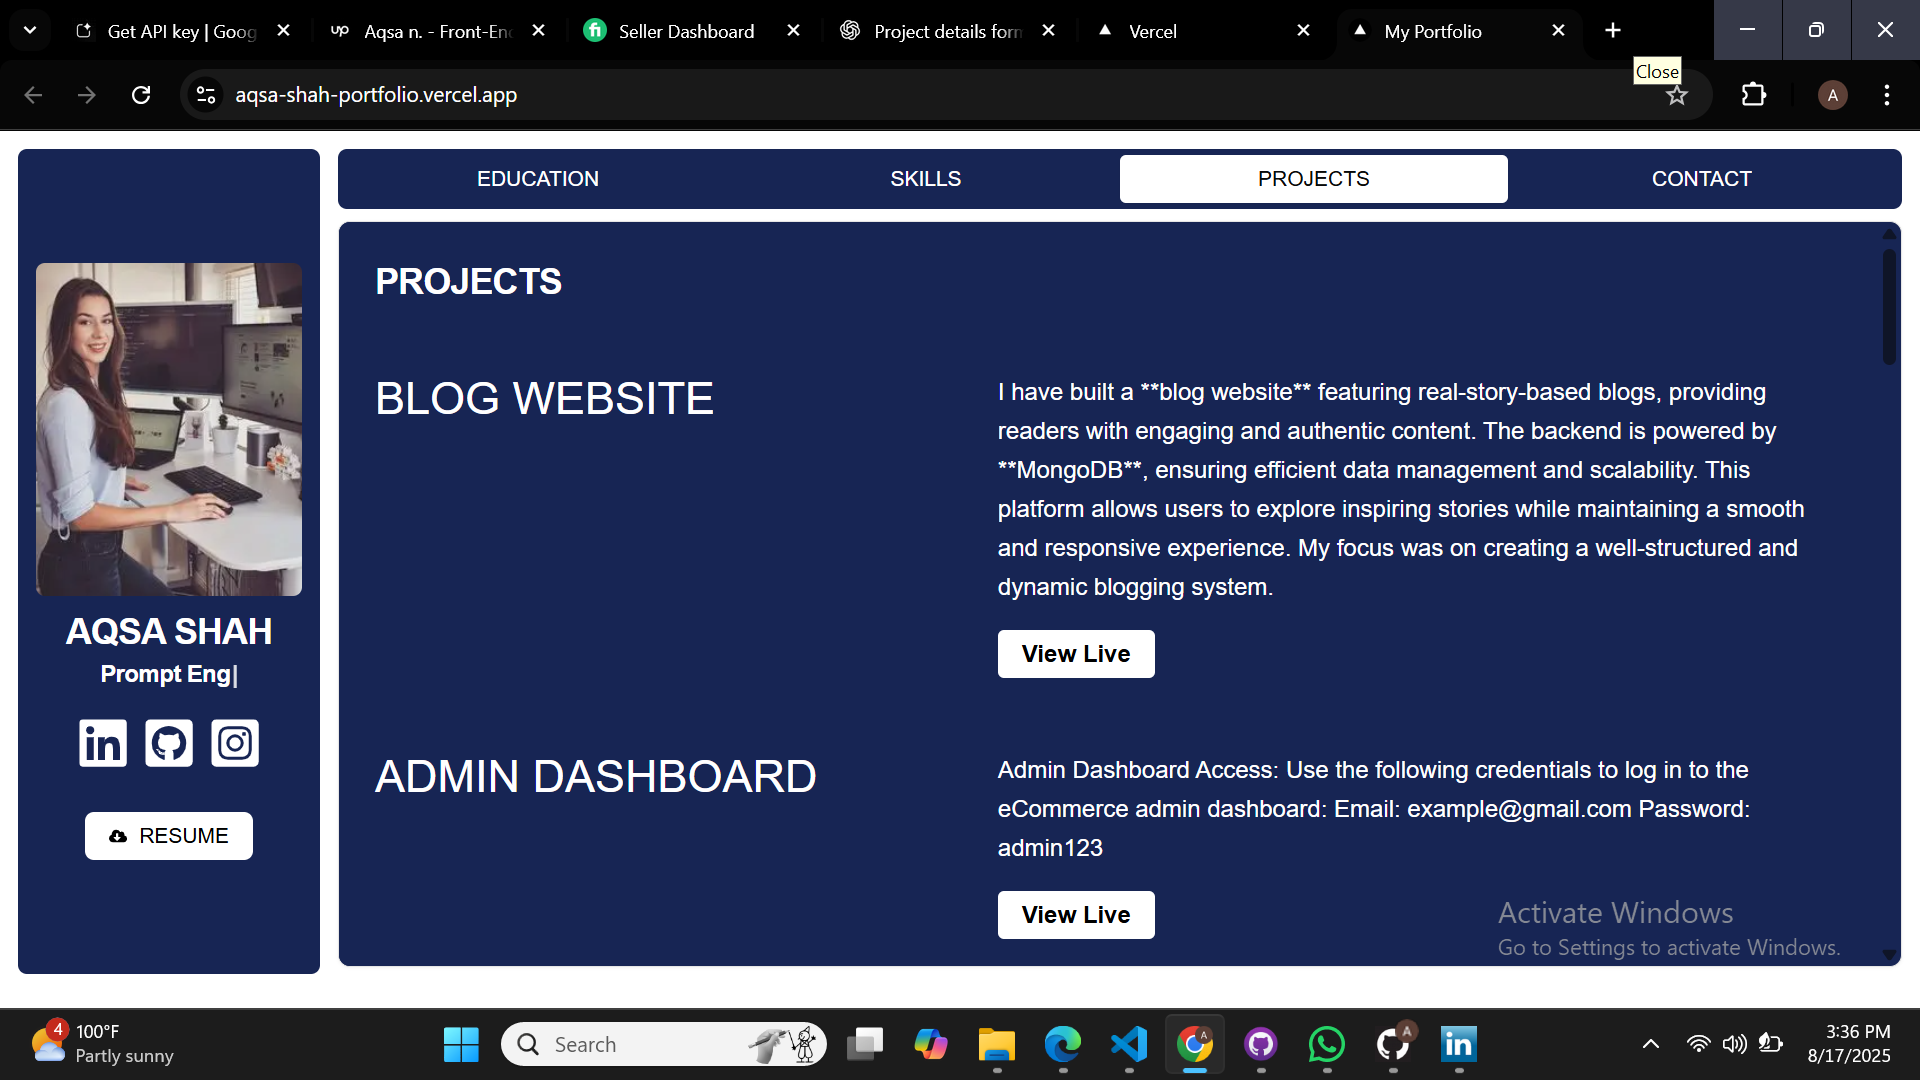 Get API key | Goog
Aqsa n. - Front-En
Seller Dashboard
Project details form
Vercel
My Portfolio
Close
aqsa-shah-portfolio.vercel.app
A
EDUCATION
SKILLS
PROJECTS
CONTACT
AQSA SHAH
Prompt Eng|
RESUME
PROJECTS
BLOG WEBSITE
I have built a **blog website** featuring real-story-based blogs, providing
readers with engaging and authentic content. The backend is powered by
**MongoDB**, ensuring efficient data management and scalability. This
platform allows users to explore inspiring stories while maintaining a smooth
and responsive experience. My focus was on creating a well-structured and
dynamic blogging system.
View Live
ADMIN DASHBOARD
Admin Dashboard Access: Use the following credentials to log in to the
eCommerce admin dashboard: Email: example@gmail.com Password:
admin123
View Live
Activate Windows
Go to Settings to activate Windows.
4
100°F
Partly sunny
Search
3:36 PM
8/17/2025